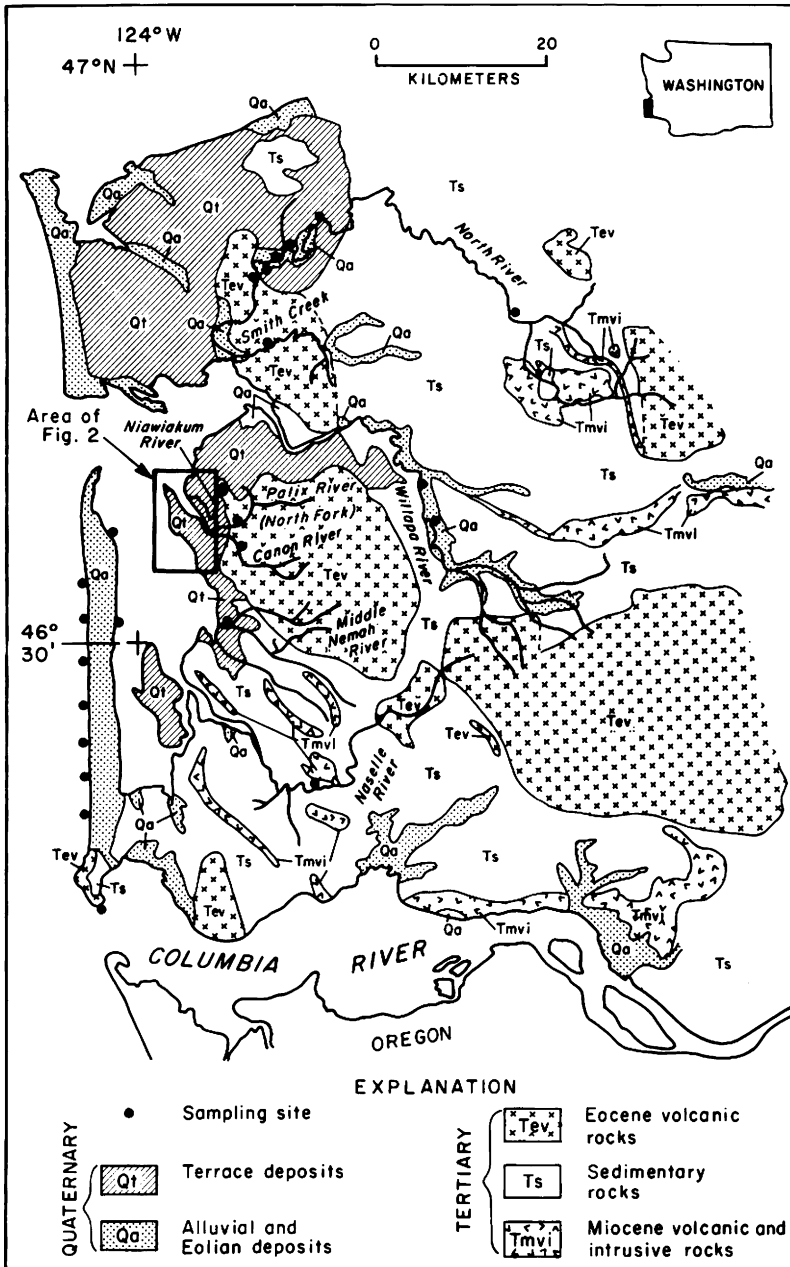 124° W
47° N
0
20
KILOMETERS
WASHINGTON
Qa
Ts
Ts
Qa
Qt
Qa
Qa
North River
Tev
Qa
Tev
Qt
Qa
Smith Creek
Qa
Tmvi
Ts
Ts
Tev
Tmvi
Tev
Area of
Fig. 2
Niawiakum
River
Qa
Qa
Qt
Ts
Qa
Palix River
(North Fork)
Canon River
Willapa River
Qa
Tmvl
Qt
Qa
Tev
Ts
Qt
Middle
Nemah
River
46°
30'
Ts
Qt
Ts
Tev
Tev
Tmvl
Tev
Qa
Naselle
River
Ts
Qa
Tmvi
Ts
Qa
Ts
Tev
Ts
Tev
Qa
Tmvi
Tmvi
Qa
Ts
COLUMBIA RIVER
OREGON
EXPLANATION
Sampling site
QUATERNARY
Qt Terrace deposits
Qa Alluvial and
Eolian deposits
TERTIARY
Tev Eocene volcanic
rocks
Ts Sedimentary
rocks
Tmvi Miocene volcanic and
intrusive rocks